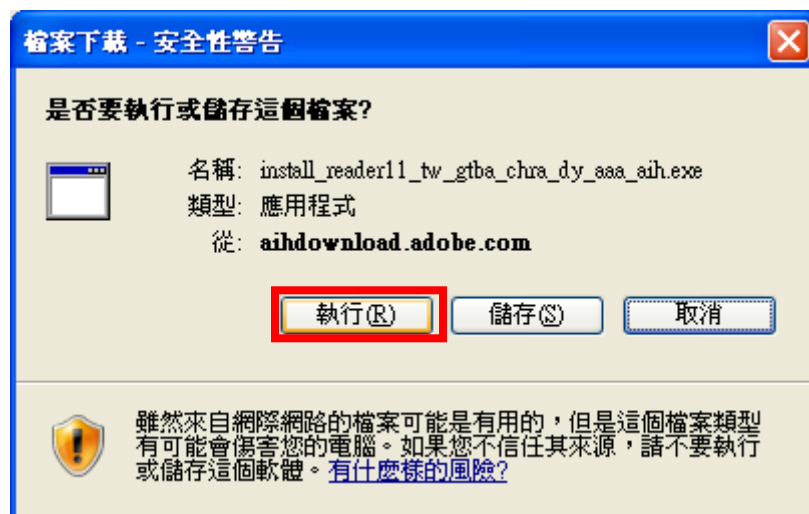 檔案下載 - 安全性警告
是否要執行或儲存這個檔案?
名稱: install_reader11_tw_gtba_chra_dy_aaa_aih.exe
類型: 應用程式
從: aihdownload.adobe.com
執行(R) 儲存(S) 取消
雖然來自網際網路的檔案可能是有用的，但是這個檔案類型
有可能會傷害您的電腦。如果您不信任其來源，請不要執行
或儲存這個軟體。有什麼樣的風險?